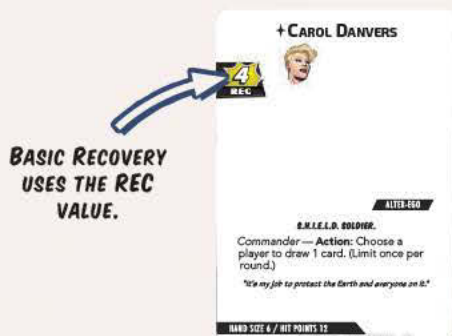 CAROL DANVERS
4
REC
BASIC RECOVERY
USES THE REC
VALUE.
ALTER-EGO
S.H.I.E.L.D. SOLDIER.
Commander — Action: Choose a
player to draw 1 card. (Limit once per
round.)
"It's my job to protect the Earth and everyone on it."
HAND SIZE 6 / HIT POINTS 12